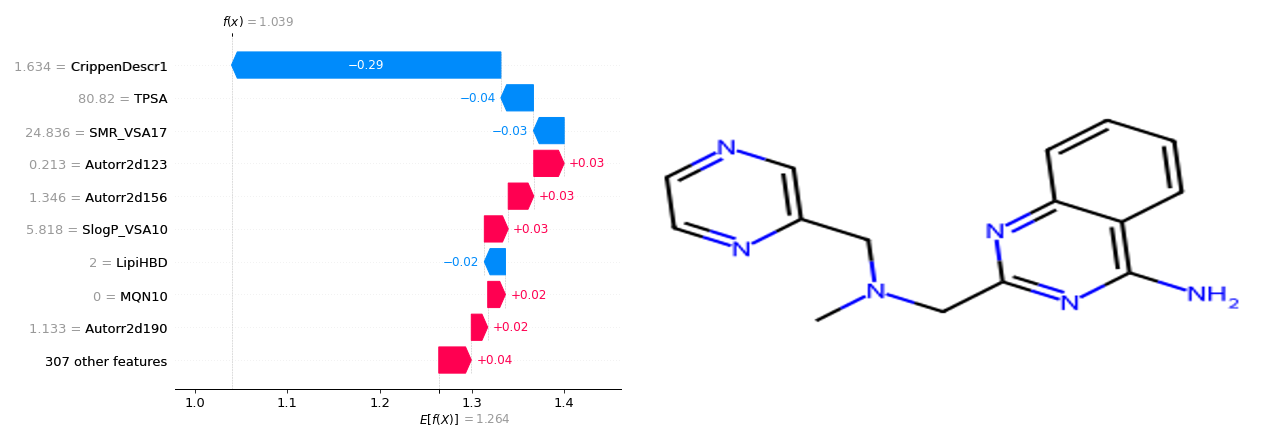 f(x) = 1.039
1.634 = CrippenDescr1 −0.29
80.82 = TPSA −0.04
24.836 = SMR_VSA17 −0.03
0.213 = Autorr2d123 +0.03
1.346 = Autorr2d156 +0.03
5.818 = SlogP_VSA10 +0.03
2 = LipiHBD −0.02
0 = MQN10 +0.02
1.133 = Autorr2d190 +0.02
307 other features +0.04
1.0 1.1 1.2 1.3 1.4
E[f(X)] = 1.264
N
N
N
N
N
NH2